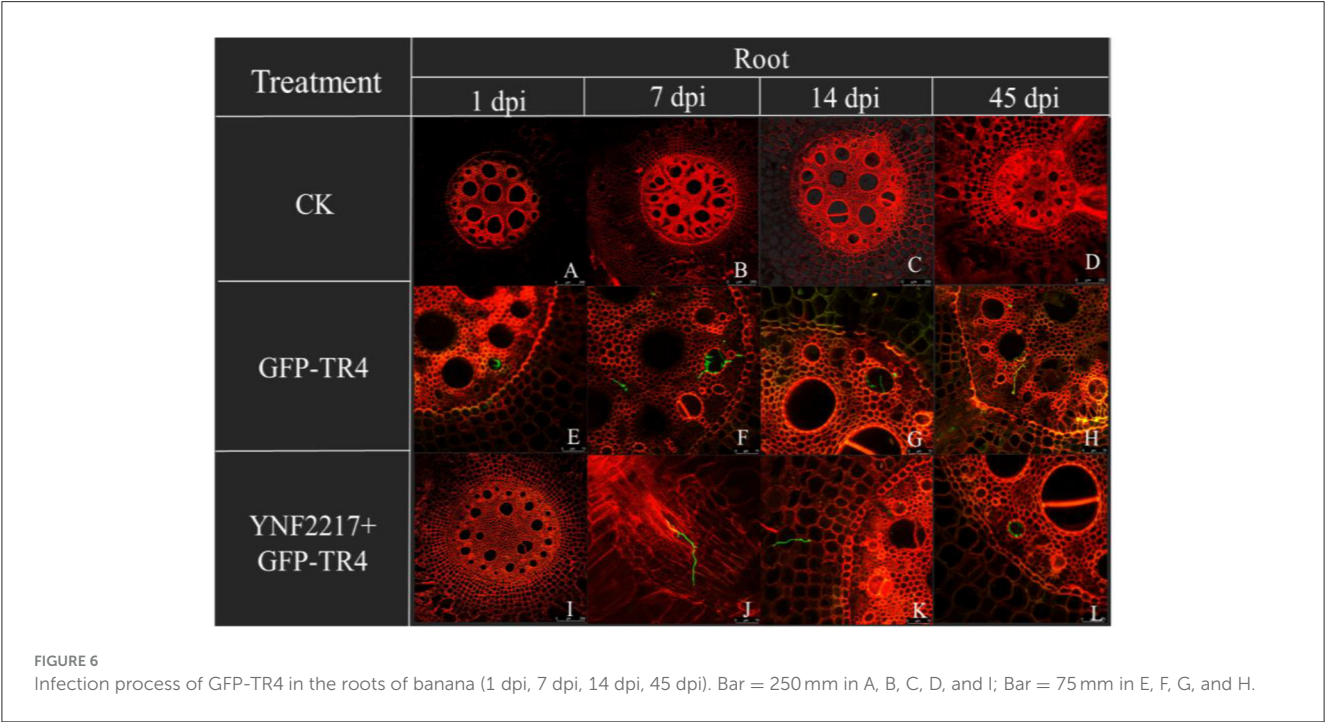 Treatment
Root
1 dpi
7 dpi
14 dpi
45 dpi
CK
A
B
C
D
GFP-TR4
E
F
G
H
YNF2217+
GFP-TR4
I
J
K
L
FIGURE 6
Infection process of GFP-TR4 in the roots of banana (1 dpi, 7 dpi, 14 dpi, 45 dpi). Bar = 250 mm in A, B, C, D, and I; Bar = 75 mm in E, F, G, and H.